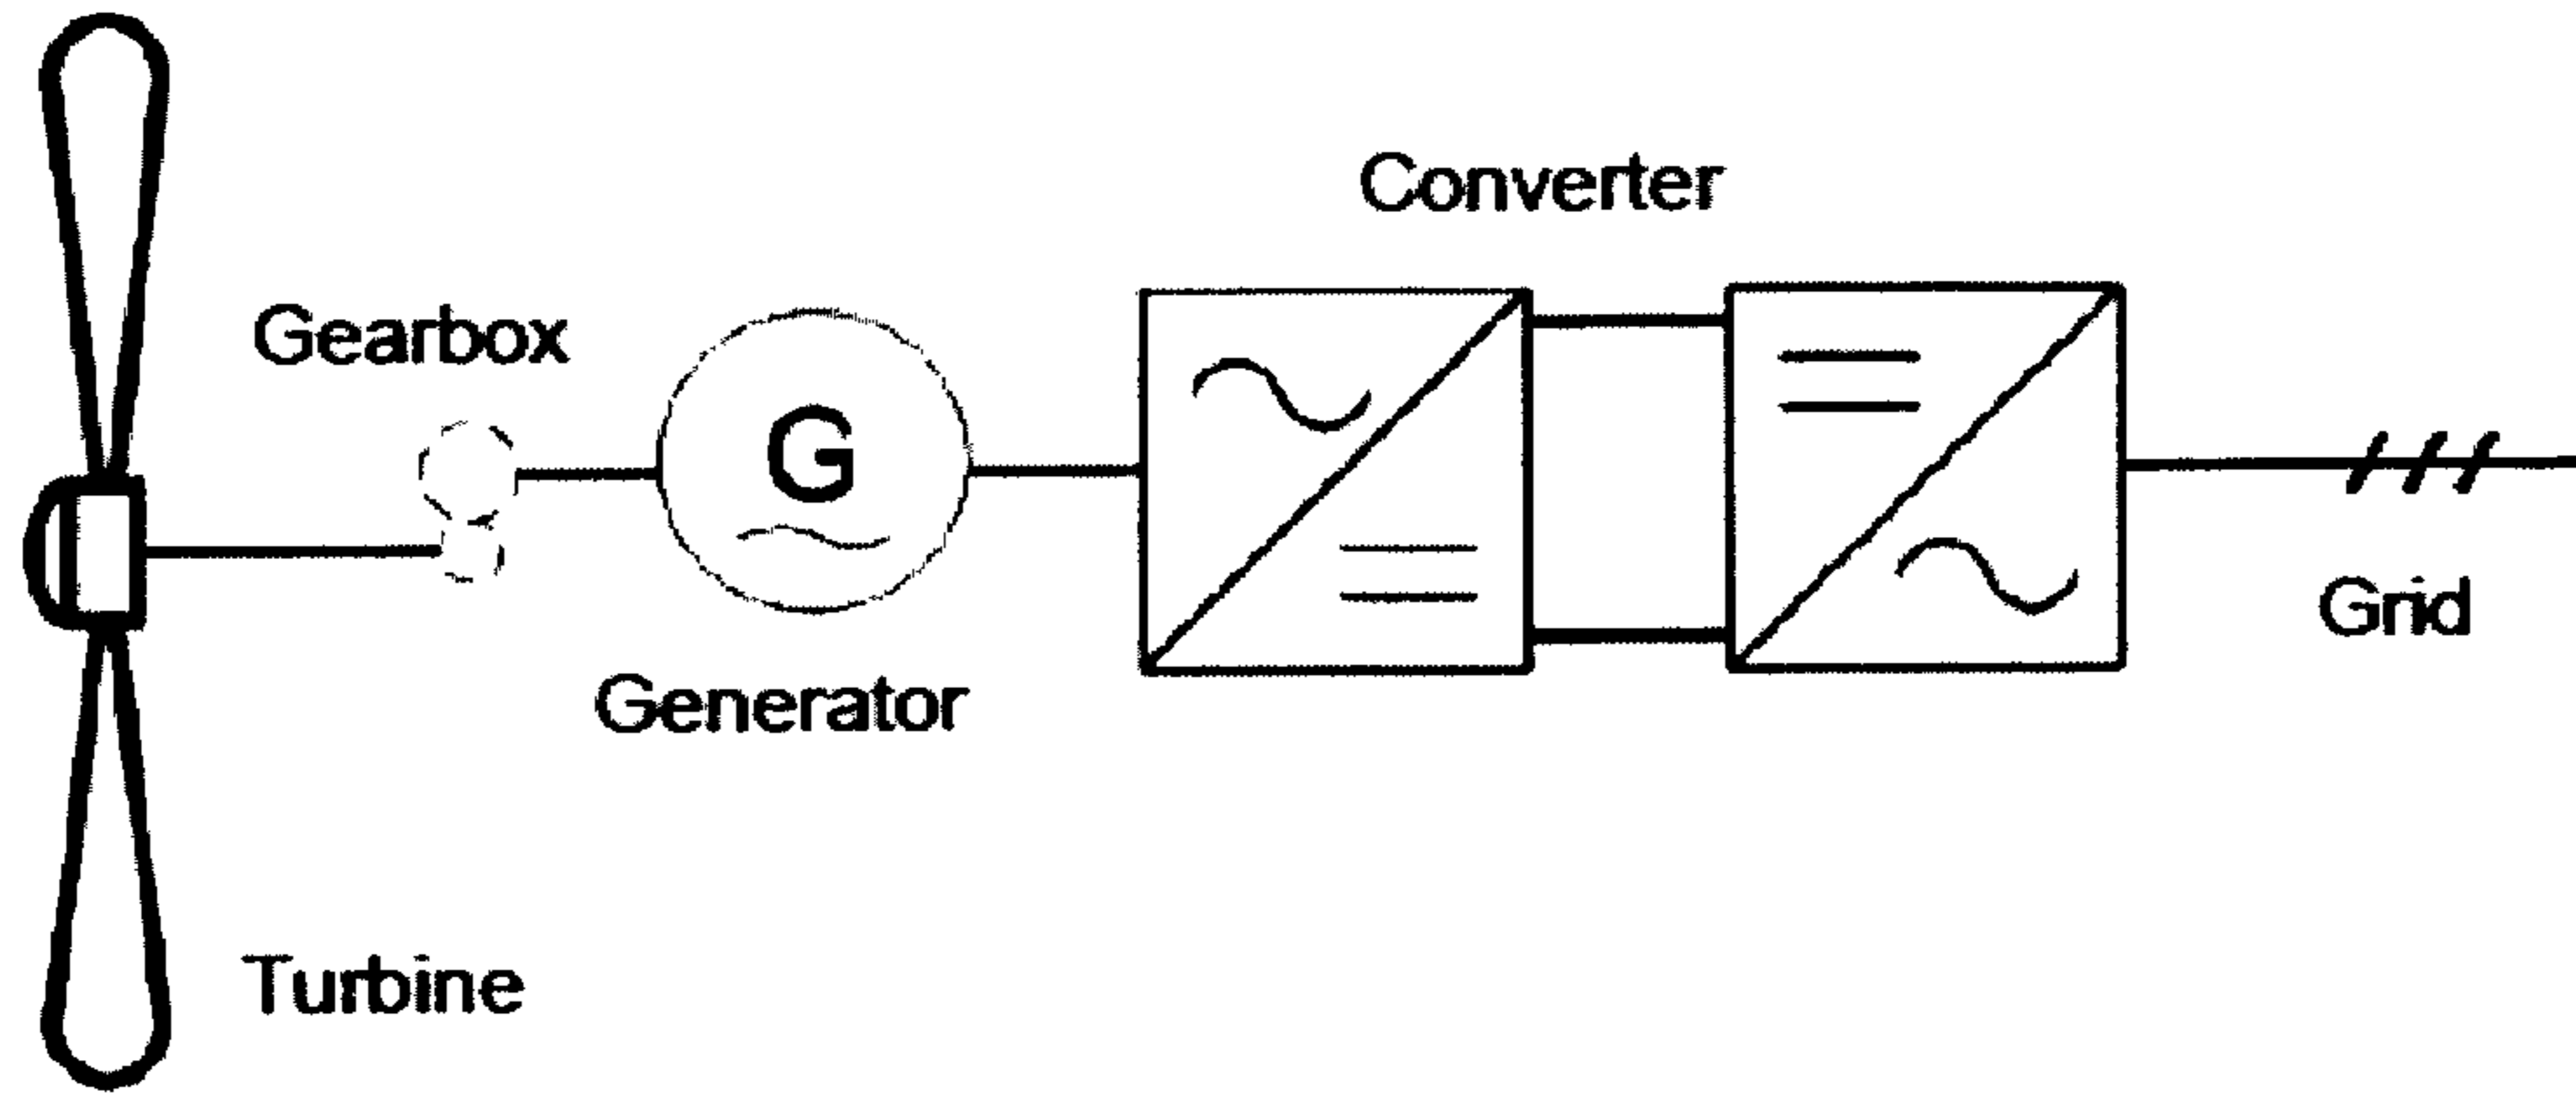 Converter
Gearbox
G
Grid
Generator
Turbine